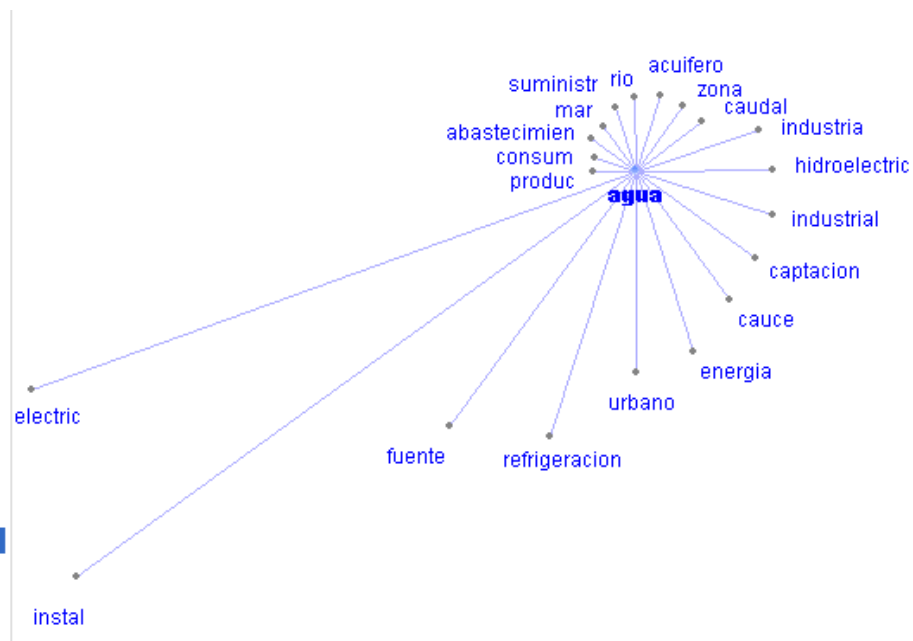 acuifero
rio
suministr
zona
mar
caudal
abastecimien
industria
consum
hidroelectric
produc
agua
industrial
captacion
cauce
energia
urbano
electric
fuente
refrigeracion
instal